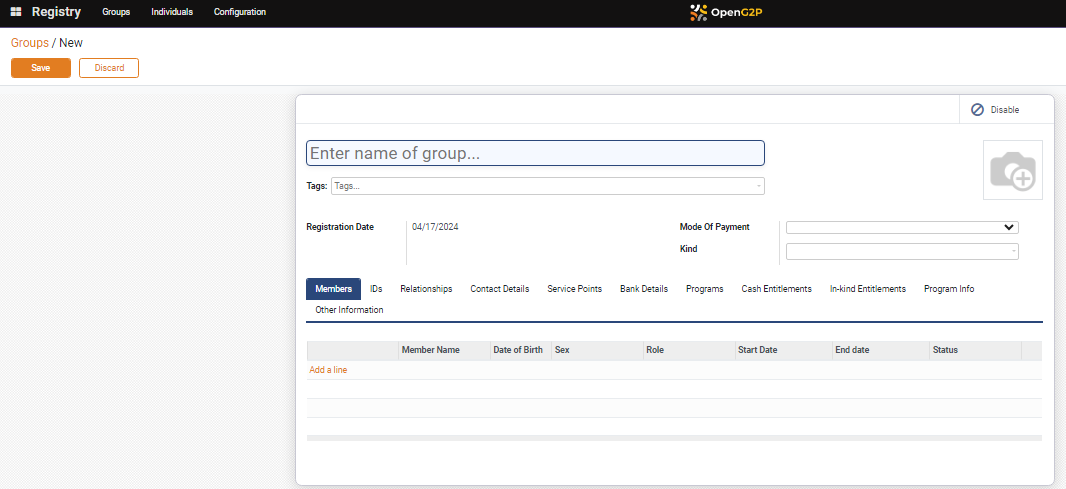 Registry Groups Individuals Configuration OpenG2P
Groups / New
Save Discard
Disable
Enter name of group...
Tags: Tags...
Registration Date 04/17/2024 Mode Of Payment
Kind
Members IDs Relationships Contact Details Service Points Bank Details Programs Cash Entitlements In-kind Entitlements Program Info
Other Information
Member Name Date of Birth Sex Role Start Date End date Status
Add a line